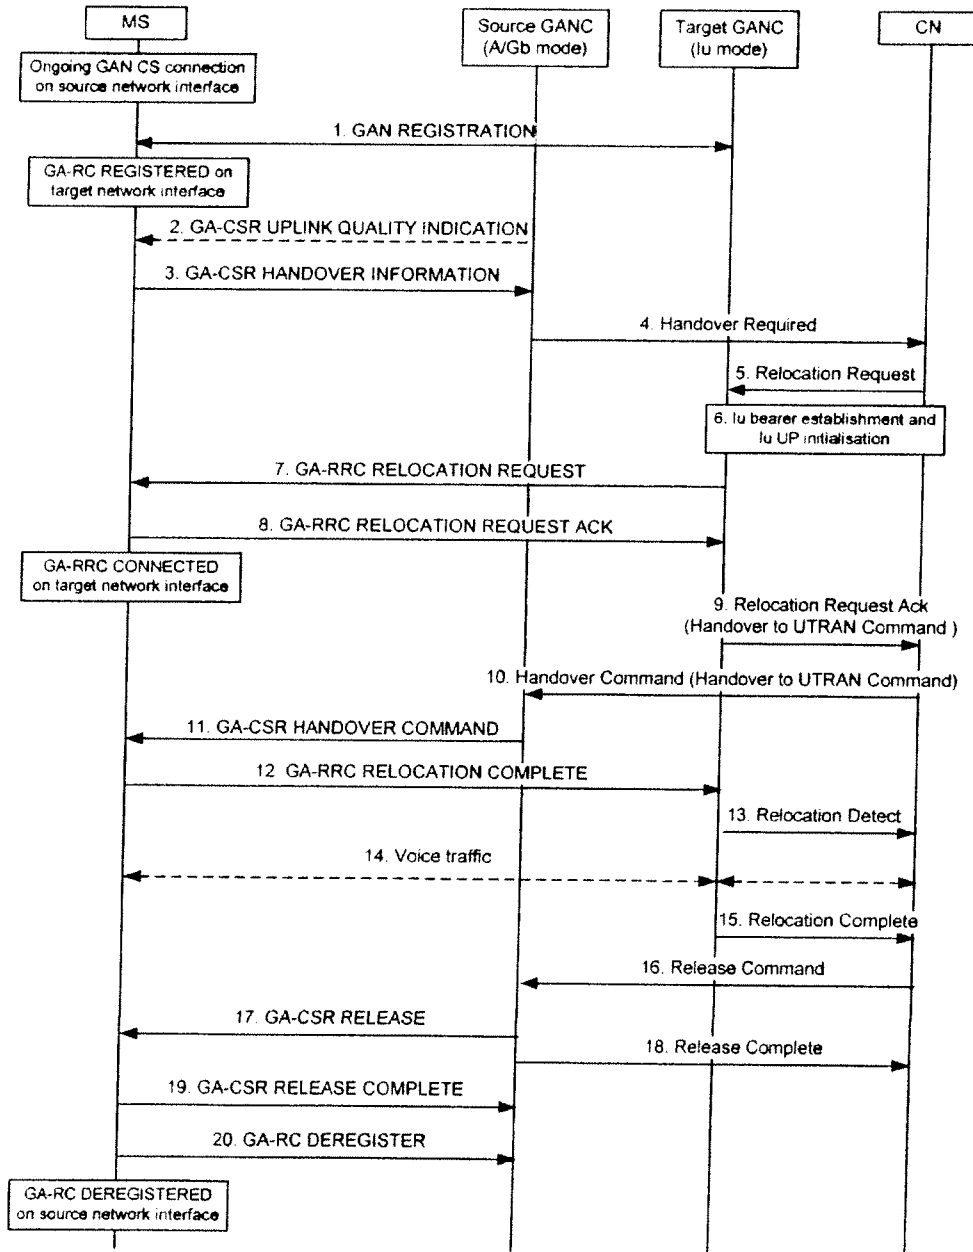 MS
Source GANC
(A/Gb mode)
Target GANC
(Iu mode)
CN
Ongoing GAN CS connection
on source network interface
1. GAN REGISTRATION
GA-RC REGISTERED on
target network interface
2. GA-CSR UPLINK QUALITY INDICATION
3. GA-CSR HANDOVER INFORMATION
4. Handover Required
5. Relocation Request
6. Iu bearer establishment and
Iu UP initialisation
7. GA-RRC RELOCATION REQUEST
8. GA-RRC RELOCATION REQUEST ACK
GA-RRC CONNECTED
on target network interface
9. Relocation Request Ack
(Handover to UTRAN Command )
10. Handover Command (Handover to UTRAN Command)
11. GA-CSR HANDOVER COMMAND
12 GA-RRC RELOCATION COMPLETE
13. Relocation Detect
14. Voice traffic
15. Relocation Complete
16. Release Command
17. GA-CSR RELEASE
18. Release Complete
19. GA-CSR RELEASE COMPLETE
20. GA-RC DEREGISTER
GA-RC DEREGISTERED
on source network interface